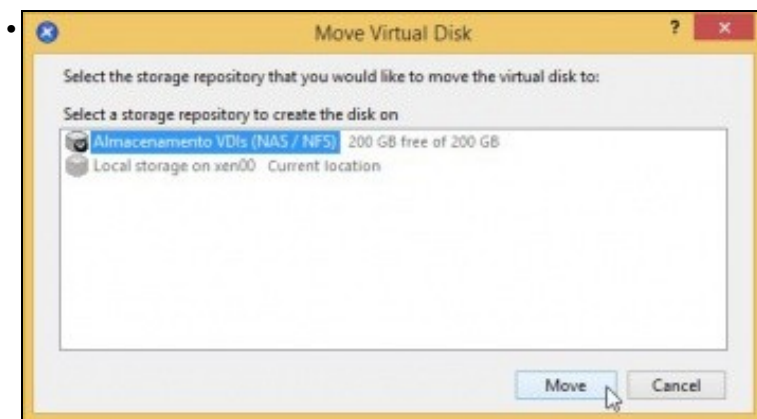 Move Virtual Disk
?
Select the storage repository that you would like to move the virtual disk to:
Select a storage repository to create the disk on
Almacenamento VDIs (NAS / NFS) 200 GB free of 200 GB
Local storage on xen00 Current location
Move Cancel